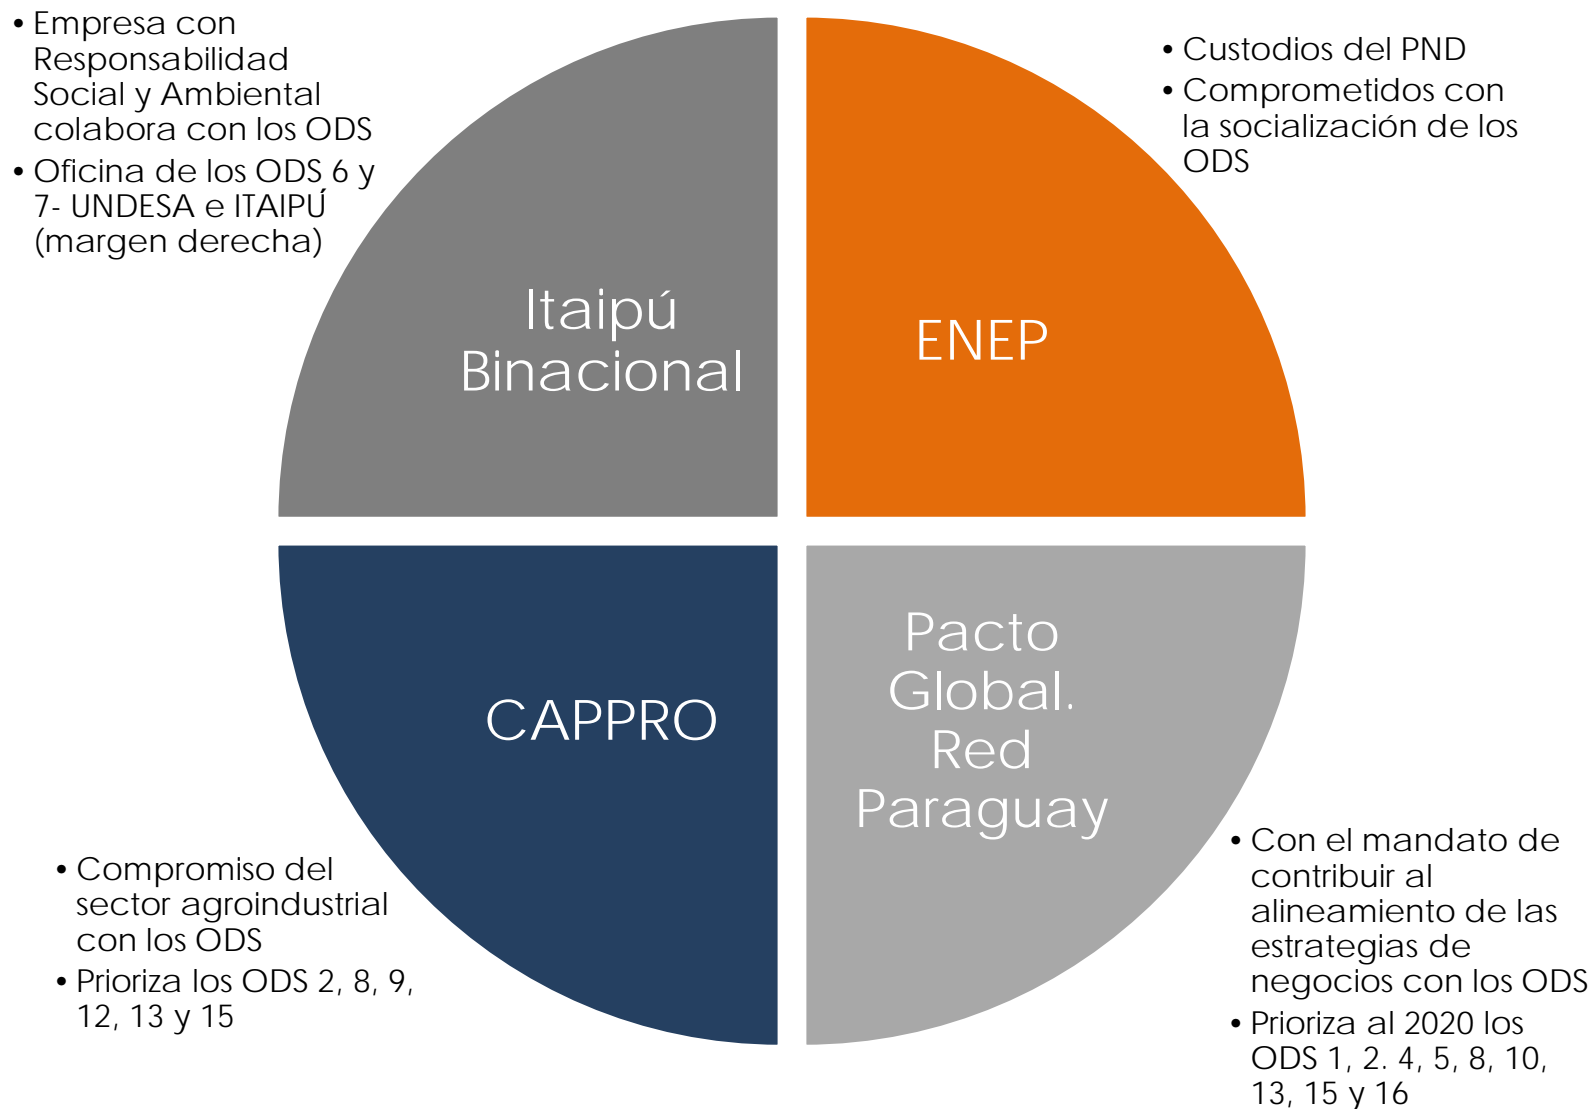 • Empresa con
Responsabilidad
Social y Ambiental
colabora con los ODS
• Oficina de los ODS 6 y
7- UNDESA e ITAIPÚ
(margen derecha)
Itaipú
Binacional
ENEP
• Custodios del PND
• Comprometidos con
la socialización de los
ODS
CAPPRO
• Compromiso del
sector agroindustrial
con los ODS
• Prioriza los ODS 2, 8, 9,
12, 13 y 15
Pacto
Global.
Red
Paraguay
• Con el mandato de
contribuir al
alineamiento de las
estrategias de
negocios con los ODS
• Prioriza al 2020 los
ODS 1, 2. 4, 5, 8, 10,
13, 15 y 16